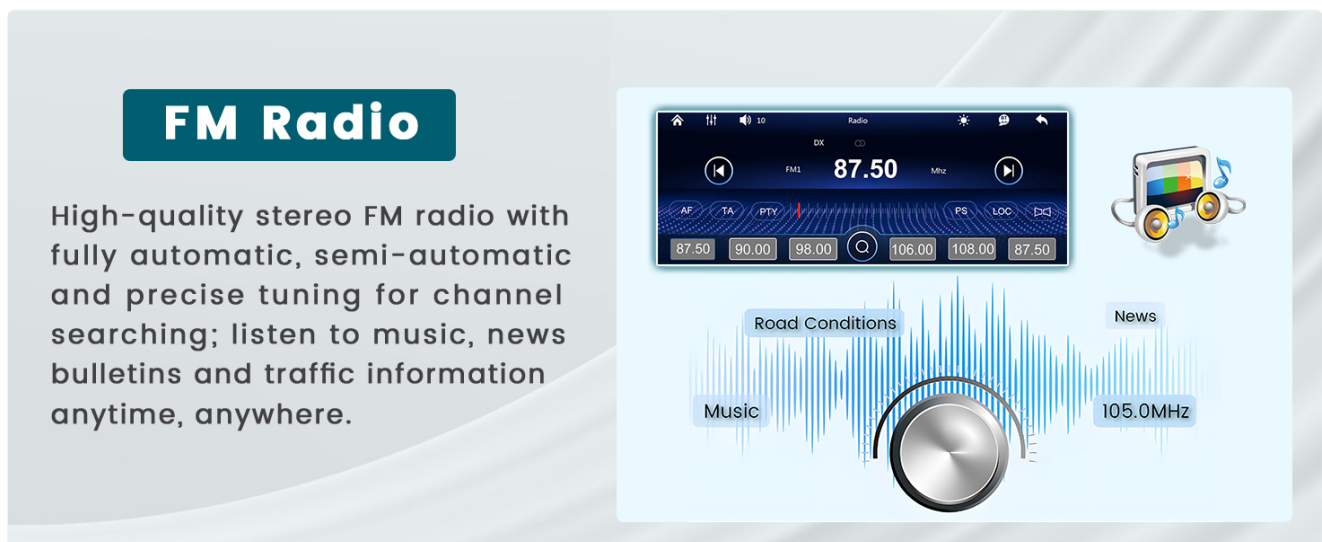 FM Radio
High-quality stereo FM radio with
fully automatic, semi-automatic
and precise tuning for channel
searching; listen to music, news
bulletins and traffic information
anytime, anywhere.
10 Radio
DX
FM1 87.50 Mhz
AF TA PTY PS LOC
87.50 90.00 98.00 106.00 108.00 87.50
Road Conditions
News
Music
105.0MHz